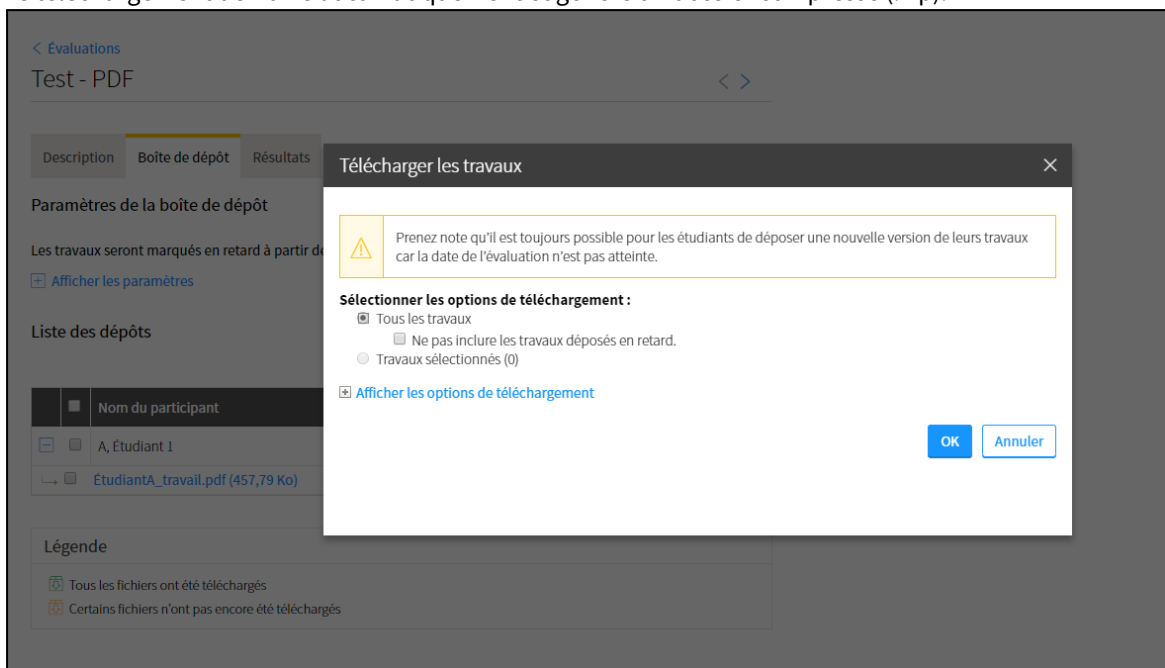 < Évaluations
Test - PDF
< >
Description Boîte de dépôt Résultats
Paramètres de la boîte de dépôt
Les travaux seront marqués en retard à partir de
Afficher les paramètres
Liste des dépôts
Nom du participant
A, Étudiant 1
ÉtudiantA_travail.pdf (457,79 Ko)
Légende
Tous les fichiers ont été téléchargés
Certains fichiers n'ont pas encore été téléchargés
Télécharger les travaux
Prenez note qu'il est toujours possible pour les étudiants de déposer une nouvelle version de leurs travaux
car la date de l'évaluation n'est pas atteinte.
Sélectionner les options de téléchargement :
Tous les travaux
Ne pas inclure les travaux déposés en retard.
Travaux sélectionnés (0)
Afficher les options de téléchargement
OK Annuler